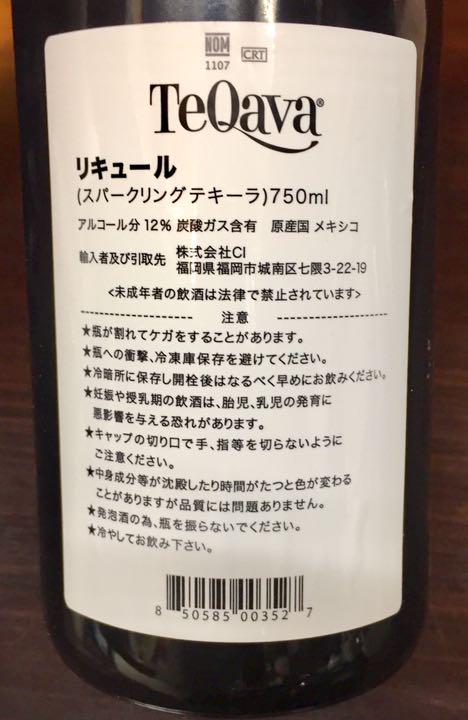 NOM
CRT
1107
TeQava®
リキュール
(スパークリングテキーラ)750ml
アルコール分12% 炭酸ガス含有 原産国 メキシコ
輸入者及び引取先 株式会社CI
福岡県福岡市城南区七隈3-22-19
<未成年者の飲酒は法律で禁止されています>
注意
★瓶が割れてケガをすることがあります。
★瓶への衝撃、冷凍庫保存を避けてください。
★冷暗所に保存し開栓後はなるべく早めにお飲みください。
★妊娠や授乳期の飲酒は、胎児、乳児の発育に
悪影響を与える恐れがあります。
★キャップの切り口で手、指等を切らないように
ご注意ください。
★中身成分等が沈殿したり時間がたつと色が変わる
ことがありますが品質には問題ありません。
★発泡酒の為、瓶を振らないでください。
★冷やしてお飲み下さい。
8 50585 00352 7